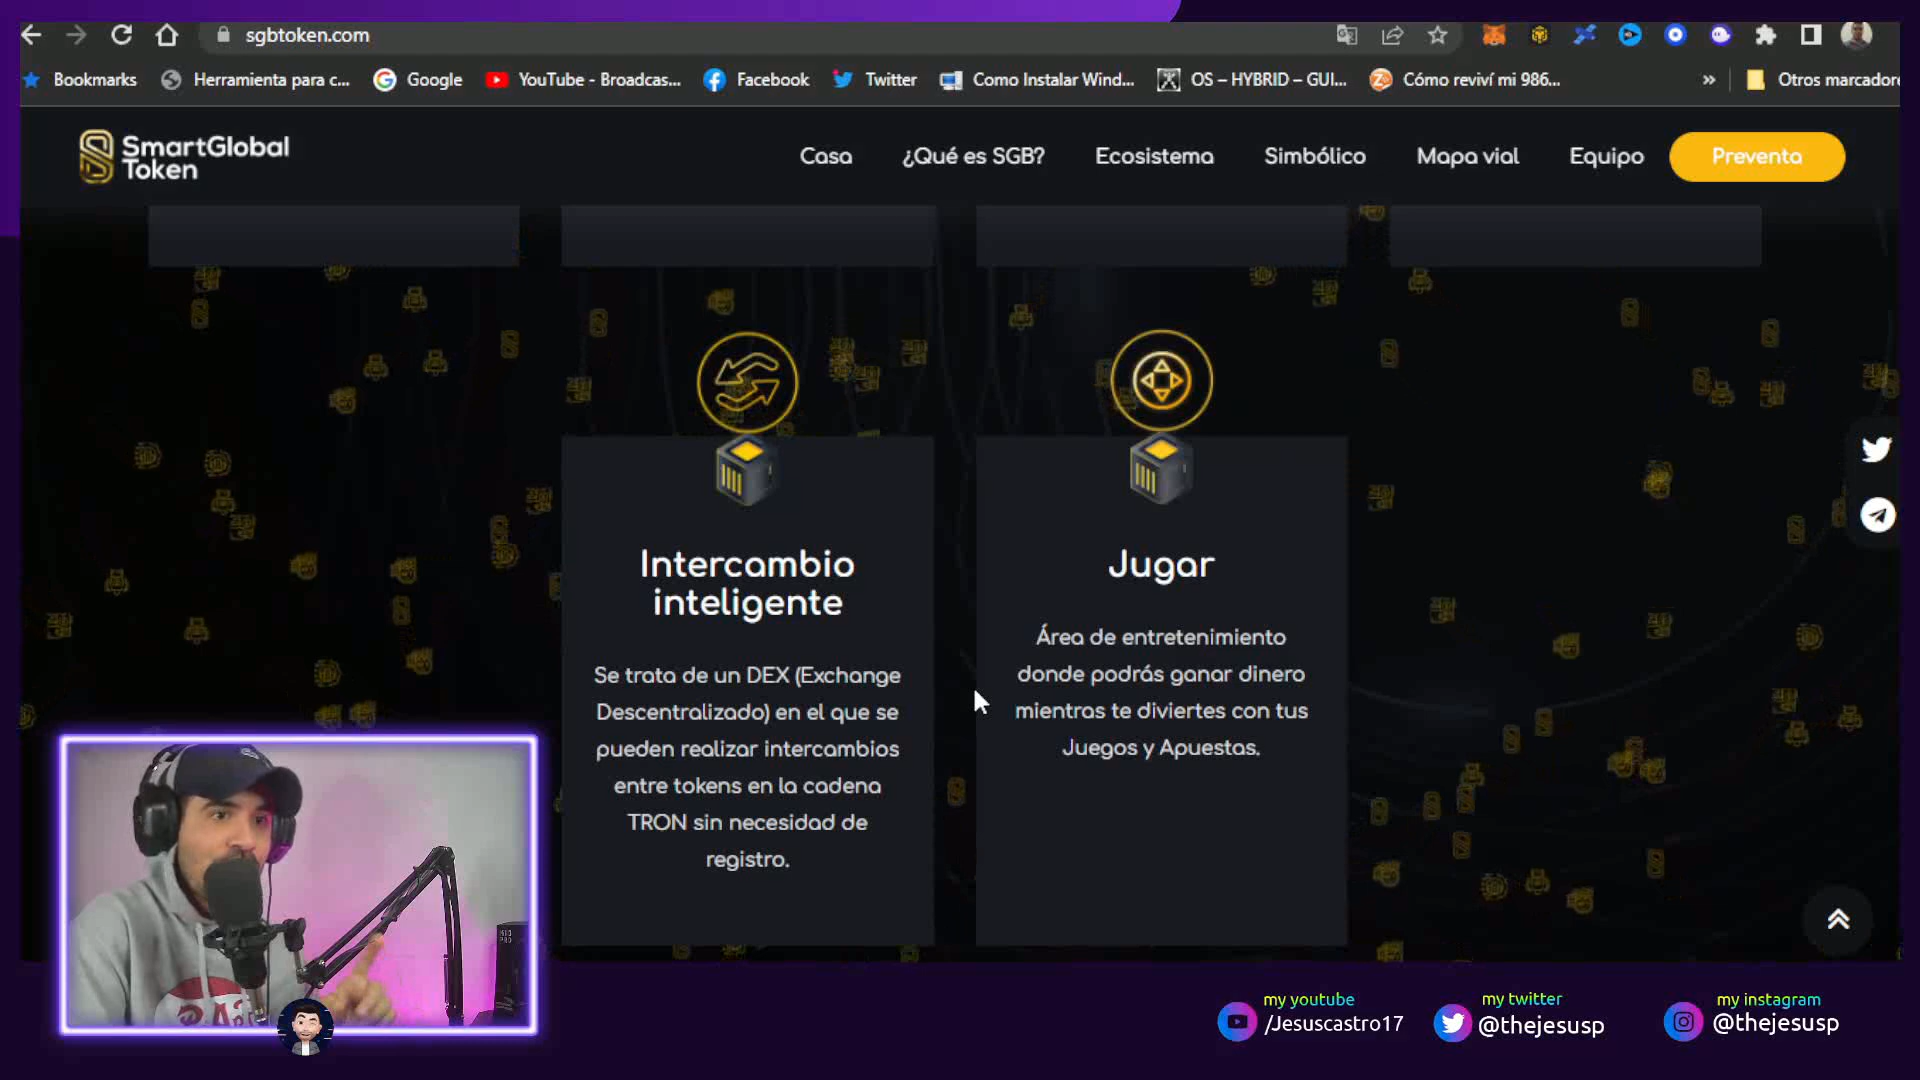 sgbtoken.com
Bookmarks
Herramienta para c...
Google
YouTube - Broadcas...
Facebook
Twitter
Como Instalar Wind...
OS – HYBRID – GUI...
Cómo reviví mi 986...
»
Otros marcadore
SmartGlobal
Token
Casa
¿Qué es SGB?
Ecosistema
Simbólico
Mapa vial
Equipo
Preventa
Intercambio
inteligente
Se trata de un DEX (Exchange
Descentralizado) en el que se
pueden realizar intercambios
entre tokens en la cadena
TRON sin necesidad de
registro.
Jugar
Área de entretenimiento
donde podrás ganar dinero
mientras te diviertes con tus
Juegos y Apuestas.
my youtube
/Jesuscastro17
my twitter
@thejesusp
my instagram
@thejesusp